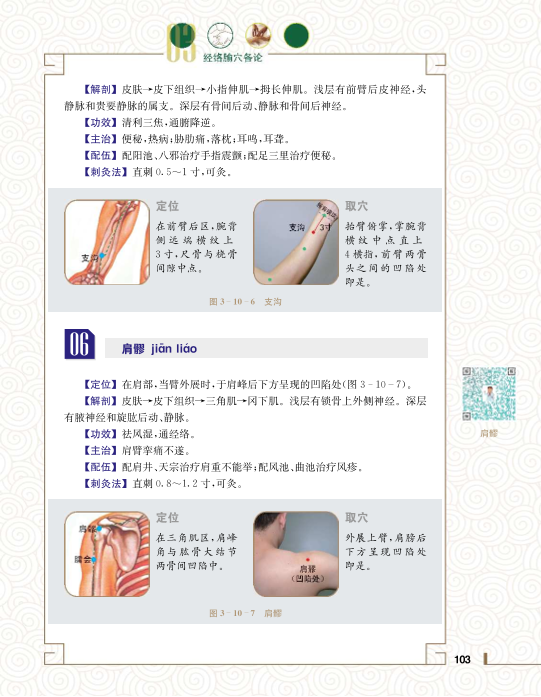 03
经络腧穴各论
【解剖】皮肤→皮下组织→小指伸肌→拇长伸肌。浅层有前臂后皮神经,头
静脉和贵要静脉的属支。深层有骨间后动、静脉和骨间后神经。
【功效】清利三焦,通腑降逆。
【主治】便秘,热病;胁肋痛,落枕;耳鸣,耳聋。
【配伍】配阳池、八邪治疗手指震颤;配足三里治疗便秘。
【刺灸法】直刺0.5～1寸,可灸。
支沟
定位
在前臂后区,腕背
侧远端横纹上
3寸,尺骨与桡骨
间隙中点。
支沟
3寸
取穴
抬臂俯掌,掌腕背
横纹中点直上
4横指,前臂两骨
头之间的凹陷处
即是。
图3-10-6 支沟
06
肩髎 jiān liáo
【定位】在肩部,当臂外展时,于肩峰后下方呈现的凹陷处(图3-10-7)。
【解剖】皮肤→皮下组织→三角肌→冈下肌。浅层有锁骨上外侧神经。深层
有腋神经和旋肱后动、静脉。
【功效】祛风湿,通经络。
【主治】肩臂挛痛不遂。
【配伍】配肩井、天宗治疗肩重不能举;配风池、曲池治疗风疹。
【刺灸法】直刺0.8～1.2寸,可灸。
肩髎
肩髎
臑会
定位
在三角肌区,肩峰
角与肱骨大结节
两骨间凹陷中。
肩髎
(凹陷处)
取穴
外展上臂,肩膀后
下方呈现凹陷处
即是。
图3-10-7 肩髎
103